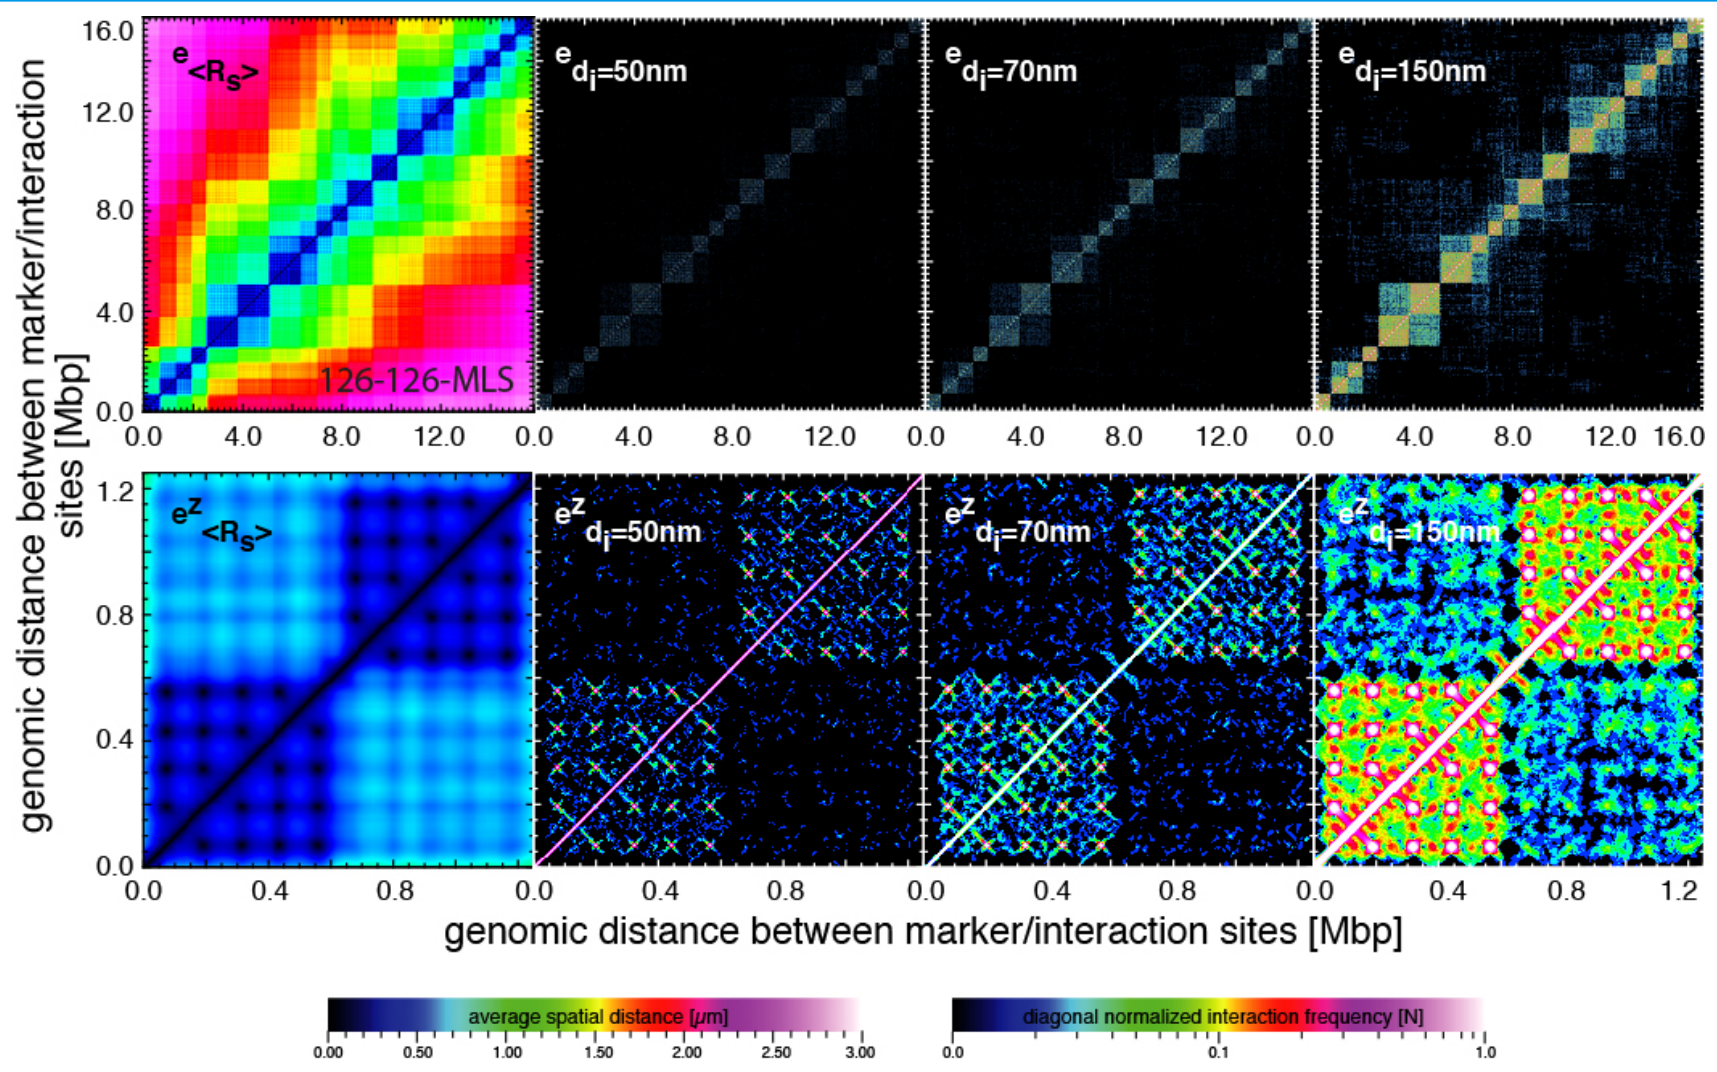 genomic distance between marker/interaction
sites [Mbp]
16.0
12.0
8.0
4.0
0.0
e<Rs>
126-126-MLS
edi=50nm
edi=70nm
edi=150nm
0.0 4.0 8.0 12.0 0.0 4.0 8.0 12.0 0.0 4.0 8.0 12.0 0.0 4.0 8.0 12.0 16.0
1.2
0.8
0.4
0.0
ez<Rs>
ezdi=50nm
ezdi=70nm
ezdi=150nm
0.0 0.4 0.8 0.0 0.4 0.8 0.0 0.4 0.8 0.0 0.4 0.8 1.2
genomic distance between marker/interaction sites [Mbp]
average spatial distance [µm]
0.00 0.50 1.00 1.50 2.00 2.50 3.00
diagonal normalized interaction frequency [N]
0.0 0.1 1.0